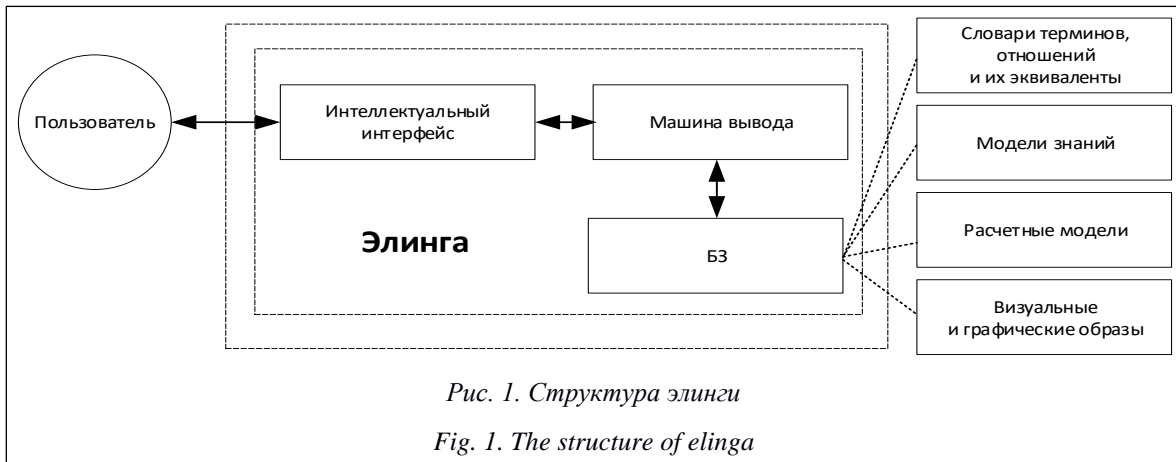 Словари терминов,
отношений
и их эквиваленты
Пользователь
Интеллектуальный
интерфейс
Машина вывода
Модели знаний
Элинга
БЗ
Расчетные модели
Визуальные
и графические образы
Рис. 1. Структура элинги
Fig. 1. The structure of elinga